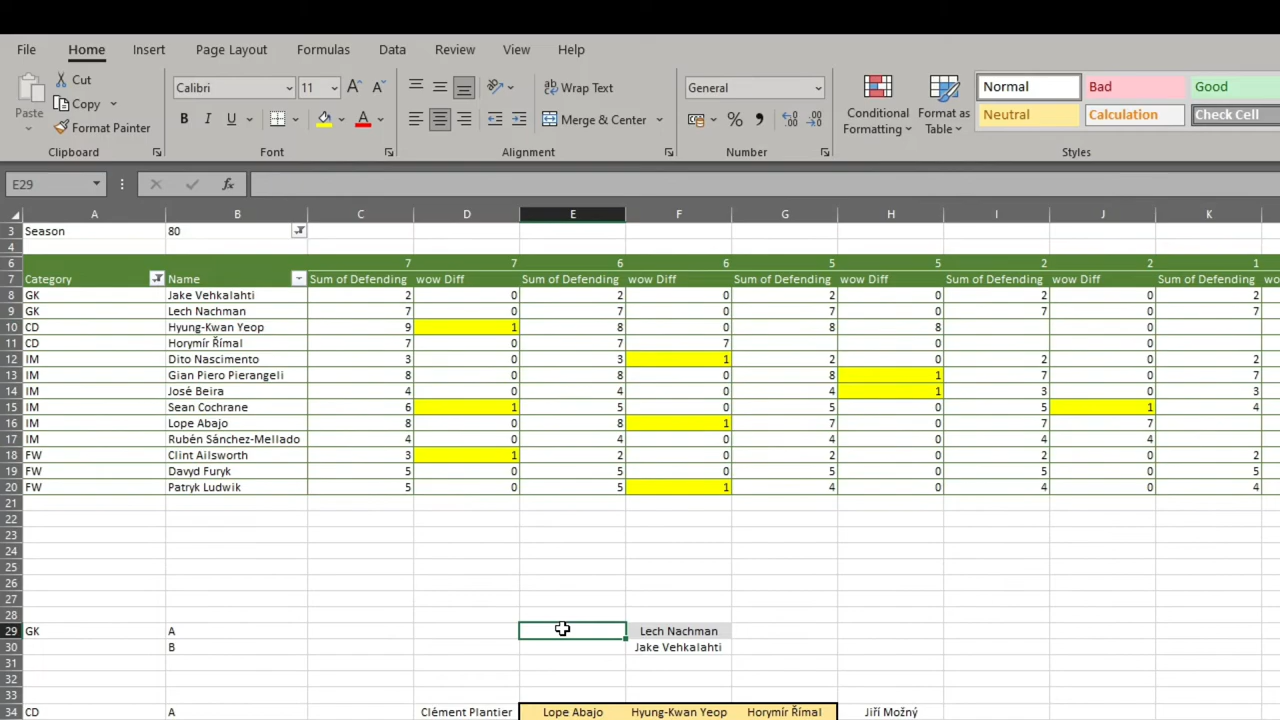 File Home Insert Page Layout Formulas Data Review View Help
Cut Calibri 11 A A ab Wrap Text General Normal Bad Good
Paste Copy Conditional Format as Neutral Calculation Check Cell
Format Painter B I U A Merge & Center % 9 Formatting Table
Clipboard Font Alignment Number Styles
E29 fx
A B C D E F G H I J K
3 Season 80
4
6 7 7 6 6 5 5 2 2 1
7 Category Name Sum of Defending wow Diff Sum of Defending wow Diff Sum of Defending wow Diff Sum of Defending wow Diff Sum of Defending wo
8 GK Jake Vehkalahti 2 0 2 0 2 0 2 0 2
9 GK Lech Nachman 7 0 7 0 7 0 7 0 7
10 CD Hyung-Kwan Yeop 9 1 8 0 8 8 0
11 CD Horymír Římal 7 0 7 7 0 0
12 IM Dito Nascimento 3 0 3 1 2 0 2 0 2
13 IM Gian Piero Pierangeli 8 0 8 0 8 1 7 0 7
14 IM José Beira 4 0 4 0 4 1 3 0 3
15 IM Sean Cochrane 6 1 5 0 5 0 5 1 4
16 IM Lope Abajo 8 0 8 1 7 0 7 7
17 IM Rubén Sánchez-Mellado 4 0 4 0 4 0 4 4
18 FW Clint Ailsworth 3 1 2 0 2 0 2 0 2
19 FW Davyd Furyk 5 0 5 0 5 0 5 0 5
20 FW Patryk Ludwik 5 0 5 1 4 0 4 0 4
21
22
23
24
25
26
27
28
29 GK A Lech Nachman
30 B Jake Vehkalahti
31
32
33
34 CD A Clément Plantier Lope Abajo Hyung-Kwan Yeop Horymír Římal Jiří Možný